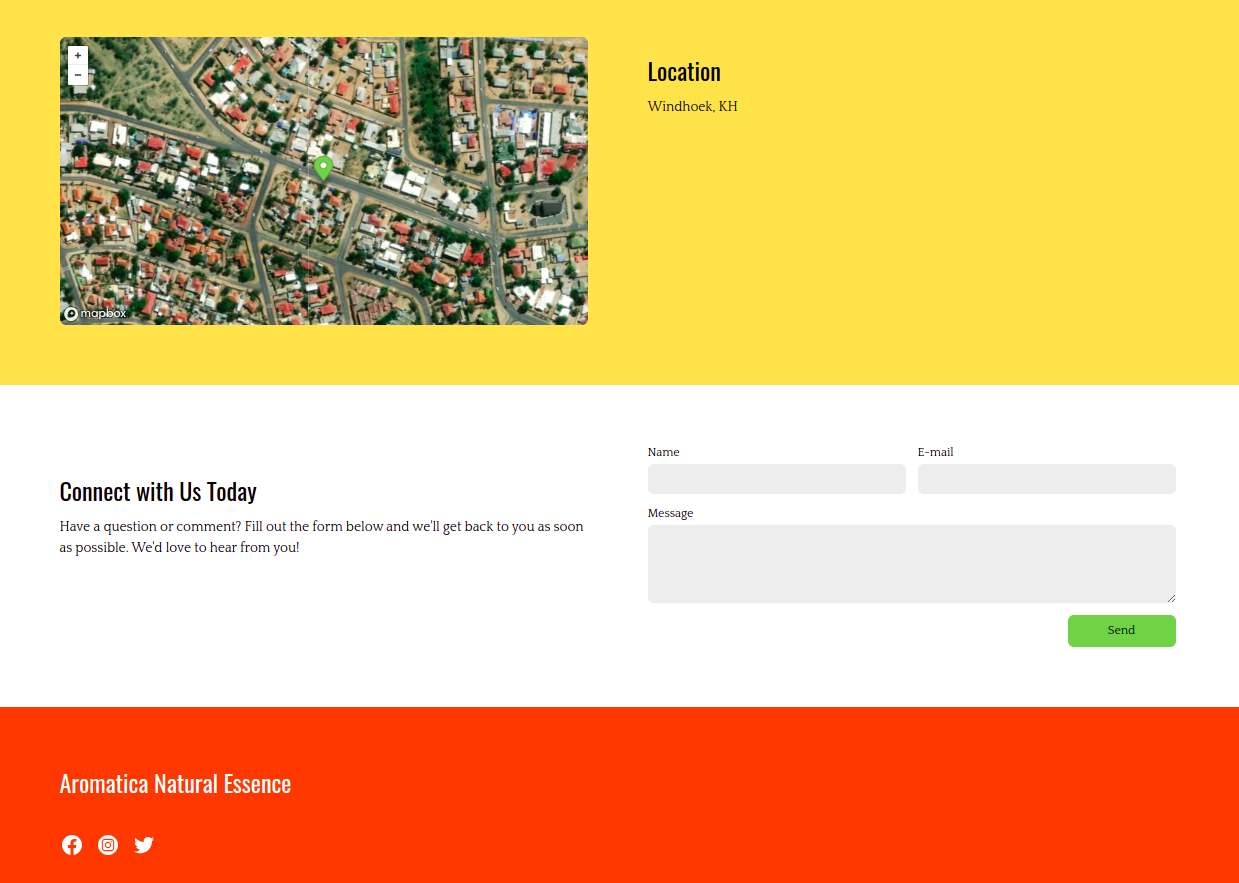 +
−
mapbox
Location
Windhoek, KH
Connect with Us Today
Have a question or comment? Fill out the form below and we'll get back to you as soon
as possible. We'd love to hear from you!
Name
E-mail
Message
Send
Aromatica Natural Essence